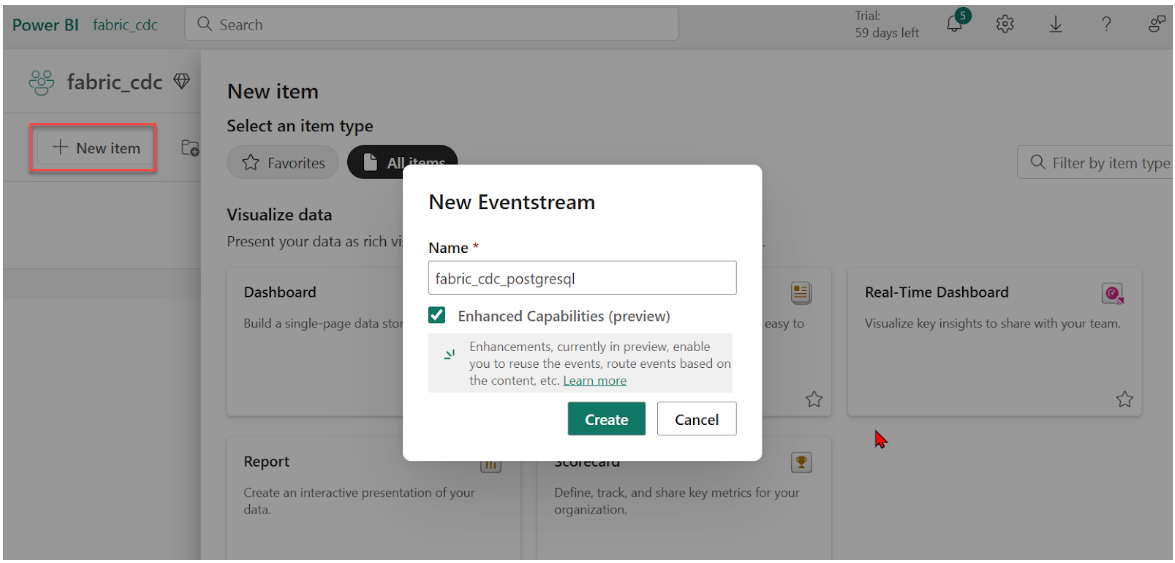 Power BI fabric_cdc
Search
Trial:
59 days left
5
fabric_cdc
New item
New item
Select an item type
Favorites
All items
Filter by item type
Visualize data
Present your data as rich vi
Dashboard
Build a single-page data stor
easy to
Real-Time Dashboard
Visualize key insights to share with your team.
New Eventstream
Name *
fabric_cdc_postgresql
Enhanced Capabilities (preview)
Enhancements, currently in preview, enable
you to reuse the events, route events based on
the content, etc. Learn more
Create
Cancel
Report
Create an interactive presentation of your
data.
Scorecard
Define, track, and share key metrics for your
organization.